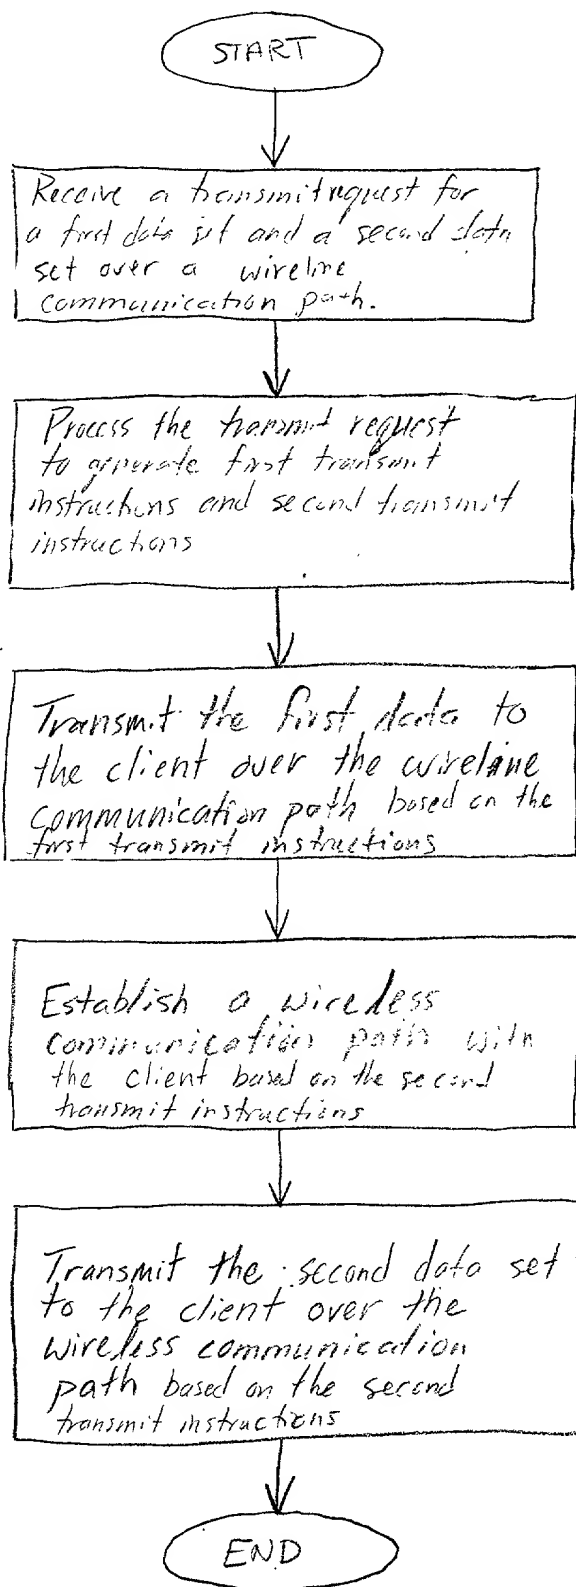 START
Receive a transmit request for
a first data set and a second data
set over a wireline
communication path.
Process the transmit request
to generate first transmit
instructions and second transmit
instructions
Transmit the first data to
the client over the wireline
communication path based on the
first transmit instructions
Establish a wireless
communication path with
the client based on the second
transmit instructions
Transmit the second data set
to the client over the
wireless communication
path based on the second
transmit instructions
END